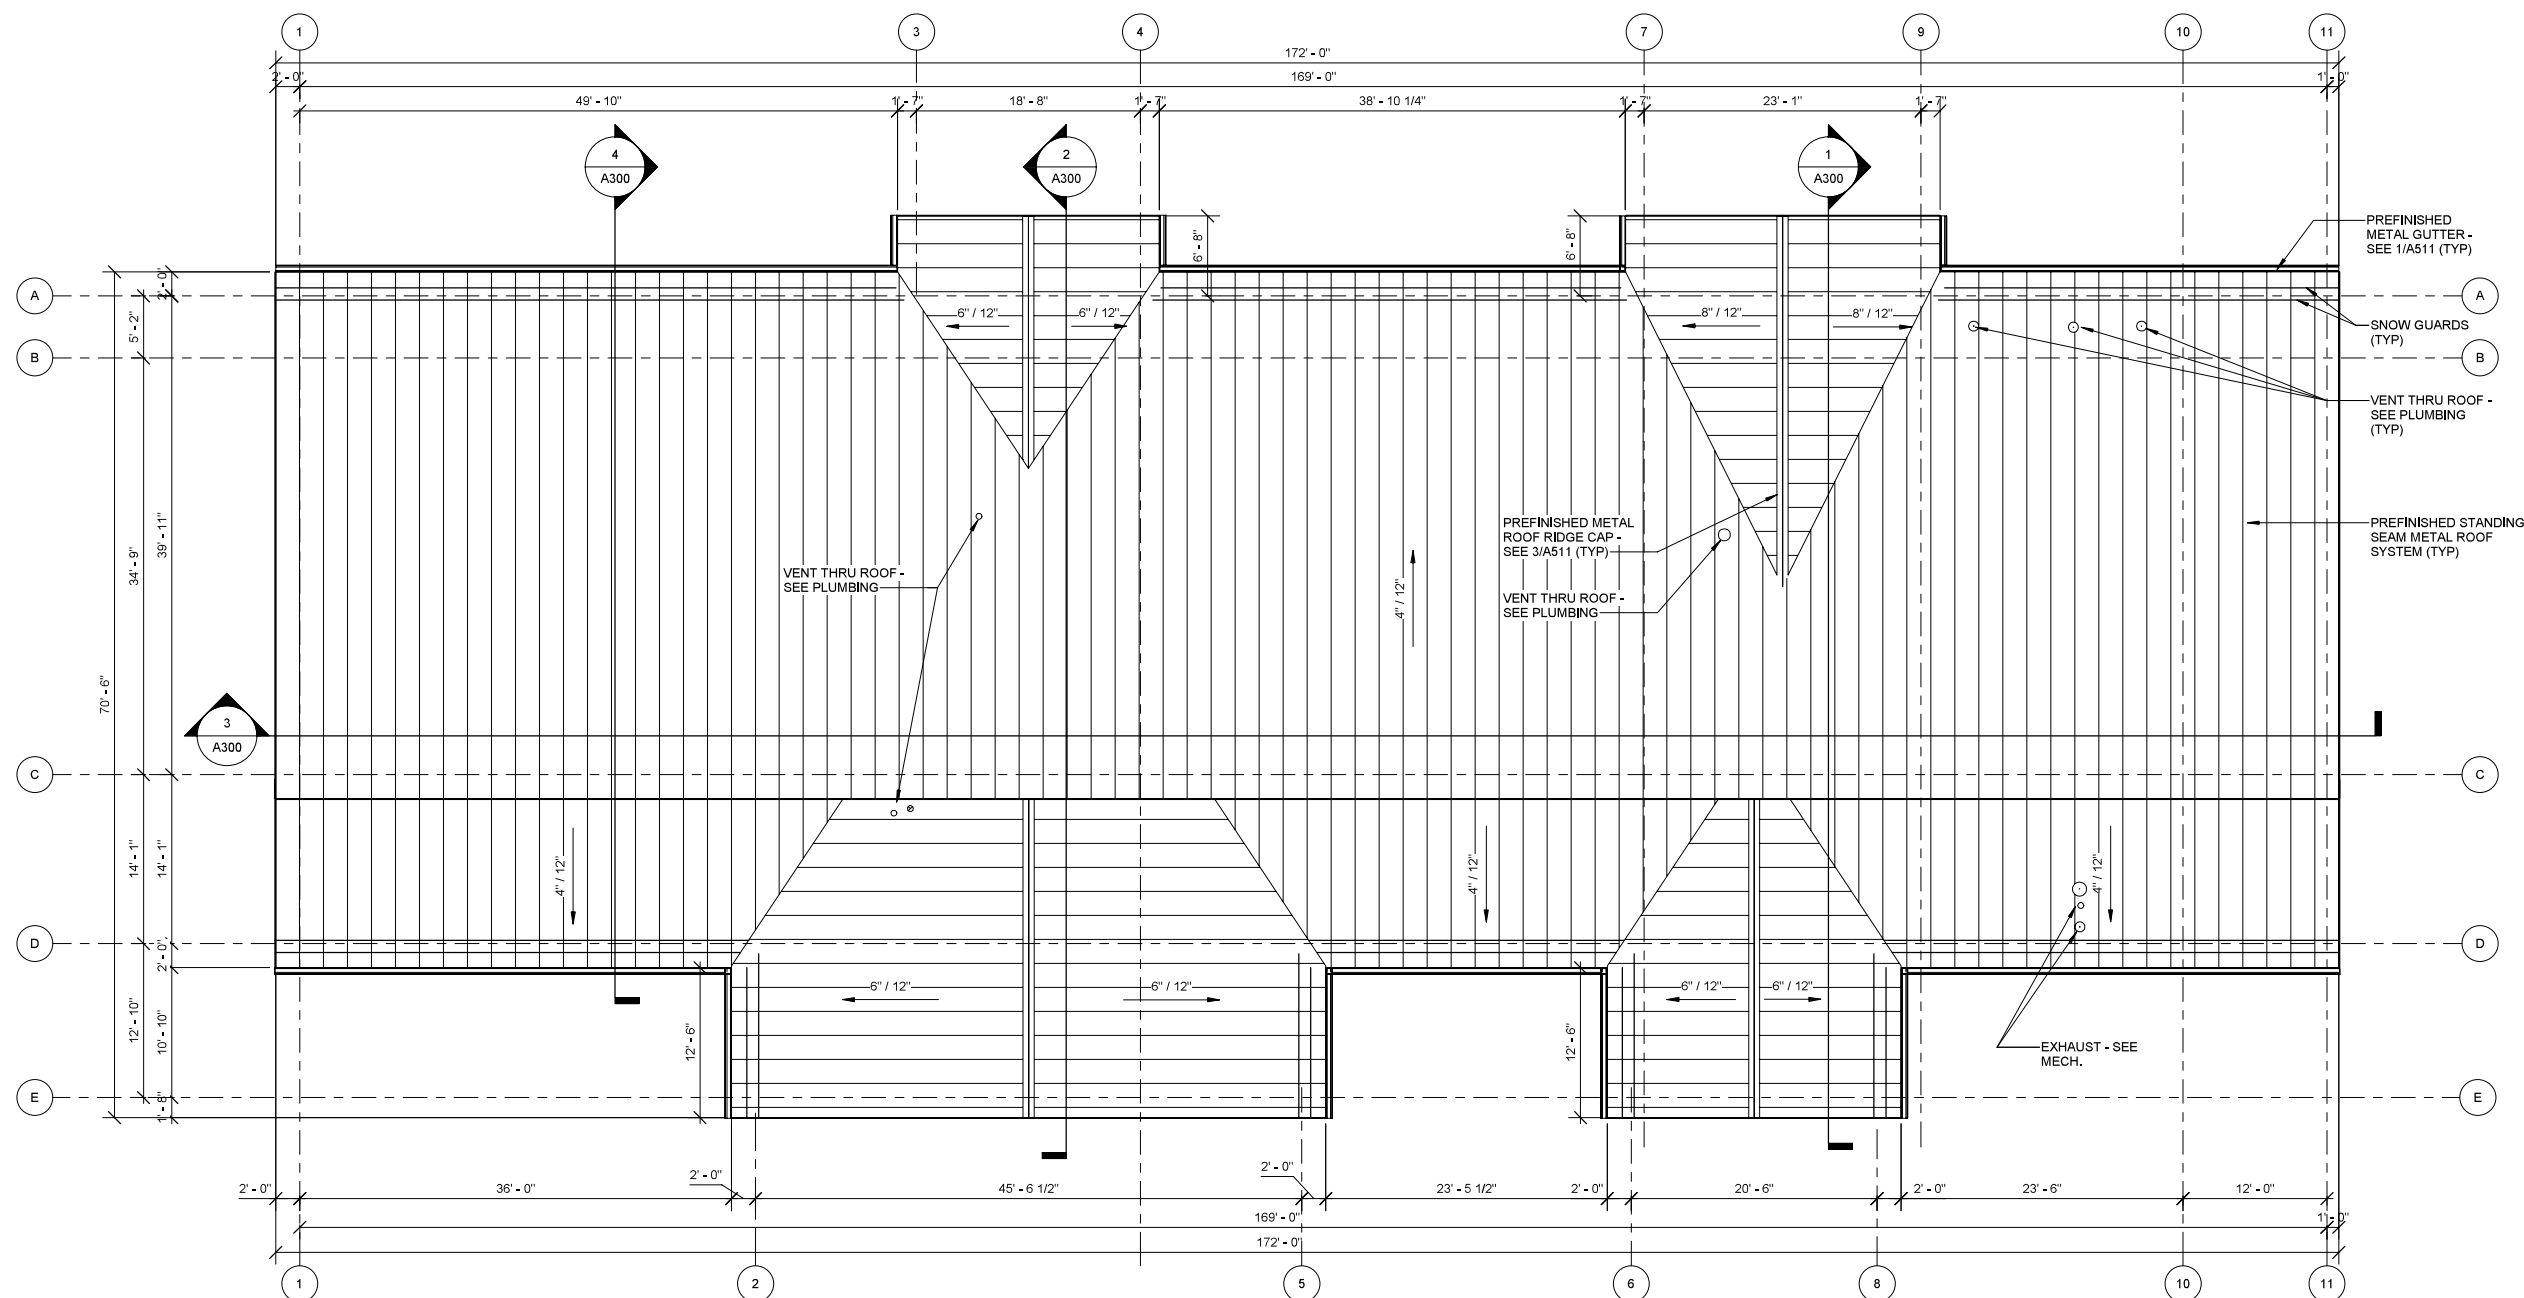 1 3 4 7 9 10 11
172' - 0"
2' - 0" 169' - 0" 1' - 0"
49' - 10" 1' - 7" 18' - 8" 1' - 7" 38' - 10 1/4" 1' - 7" 23' - 1" 1' - 7"
4
A300
2
A300
1
A300
PREFINISHED
METAL GUTTER -
SEE 1/A511 (TYP)
6' - 8" 6' - 8"
A 2' - 0" A
6" / 12" 6" / 12" 8" / 12" 8" / 12"
SNOW GUARDS
(TYP)
5' - 2"
B B
VENT THRU ROOF -
SEE PLUMBING
(TYP)
PREFINISHED METAL
ROOF RIDGE CAP -
SEE 3/A511 (TYP)
PREFINISHED STANDING
SEAM METAL ROOF
SYSTEM (TYP)
34' - 9" 39' - 11"
VENT THRU ROOF -
SEE PLUMBING
4" / 12"
VENT THRU ROOF -
SEE PLUMBING
70' - 6"
3
A300
C C
14' - 1" 14' - 1"
4" / 12" 4" / 12" 4" / 12"
D 2' - 0" D
6" / 12" 6" / 12" 6" / 12" 6" / 12"
12' - 10" 10' - 10" 12' - 6" 12' - 6"
EXHAUST - SEE
MECH.
E 1' - 8" E
2' - 0" 36' - 0" 2' - 0" 45' - 6 1/2" 2' - 0" 23' - 5 1/2" 2' - 0" 20' - 6" 2' - 0" 23' - 6" 12' - 0"
169' - 0" 1' - 0"
172' - 0"
1 2 5 6 8 10 11